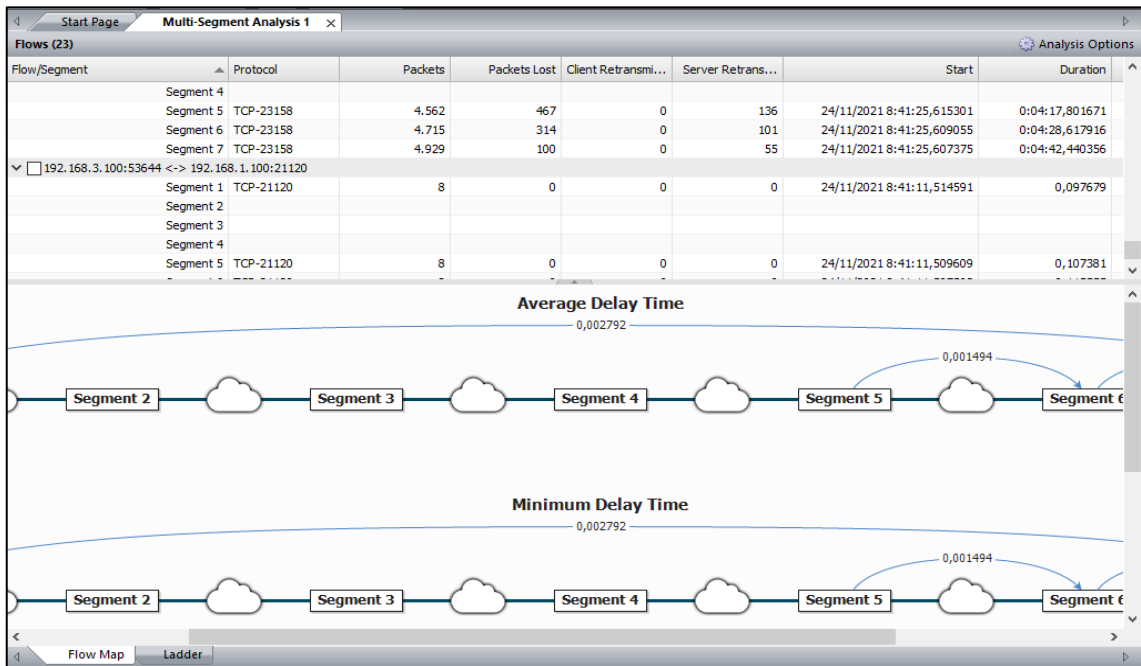 Start Page Multi-Segment Analysis 1 x
Flows (23) Analysis Options
Flow/Segment Protocol Packets Packets Lost Client Retransmi... Server Retrans... Start Duration
Segment 4
Segment 5 TCP-23158 4.562 467 0 136 24/11/2021 8:41:25,615301 0:04:17,801671
Segment 6 TCP-23158 4.715 314 0 101 24/11/2021 8:41:25,609055 0:04:28,617916
Segment 7 TCP-23158 4.929 100 0 55 24/11/2021 8:41:25,607375 0:04:42,440356
192.168.3.100:53644 <-> 192.168.1.100:21120
Segment 1 TCP-21120 8 0 0 0 24/11/2021 8:41:11,514591 0,097679
Segment 2
Segment 3
Segment 4
Segment 5 TCP-21120 8 0 0 0 24/11/2021 8:41:11,509609 0,107381
Average Delay Time
0,002792
0,001494
Segment 2 Segment 3 Segment 4 Segment 5 Segment 6
Minimum Delay Time
0,002792
0,001494
Segment 2 Segment 3 Segment 4 Segment 5 Segment 6
Flow Map Ladder